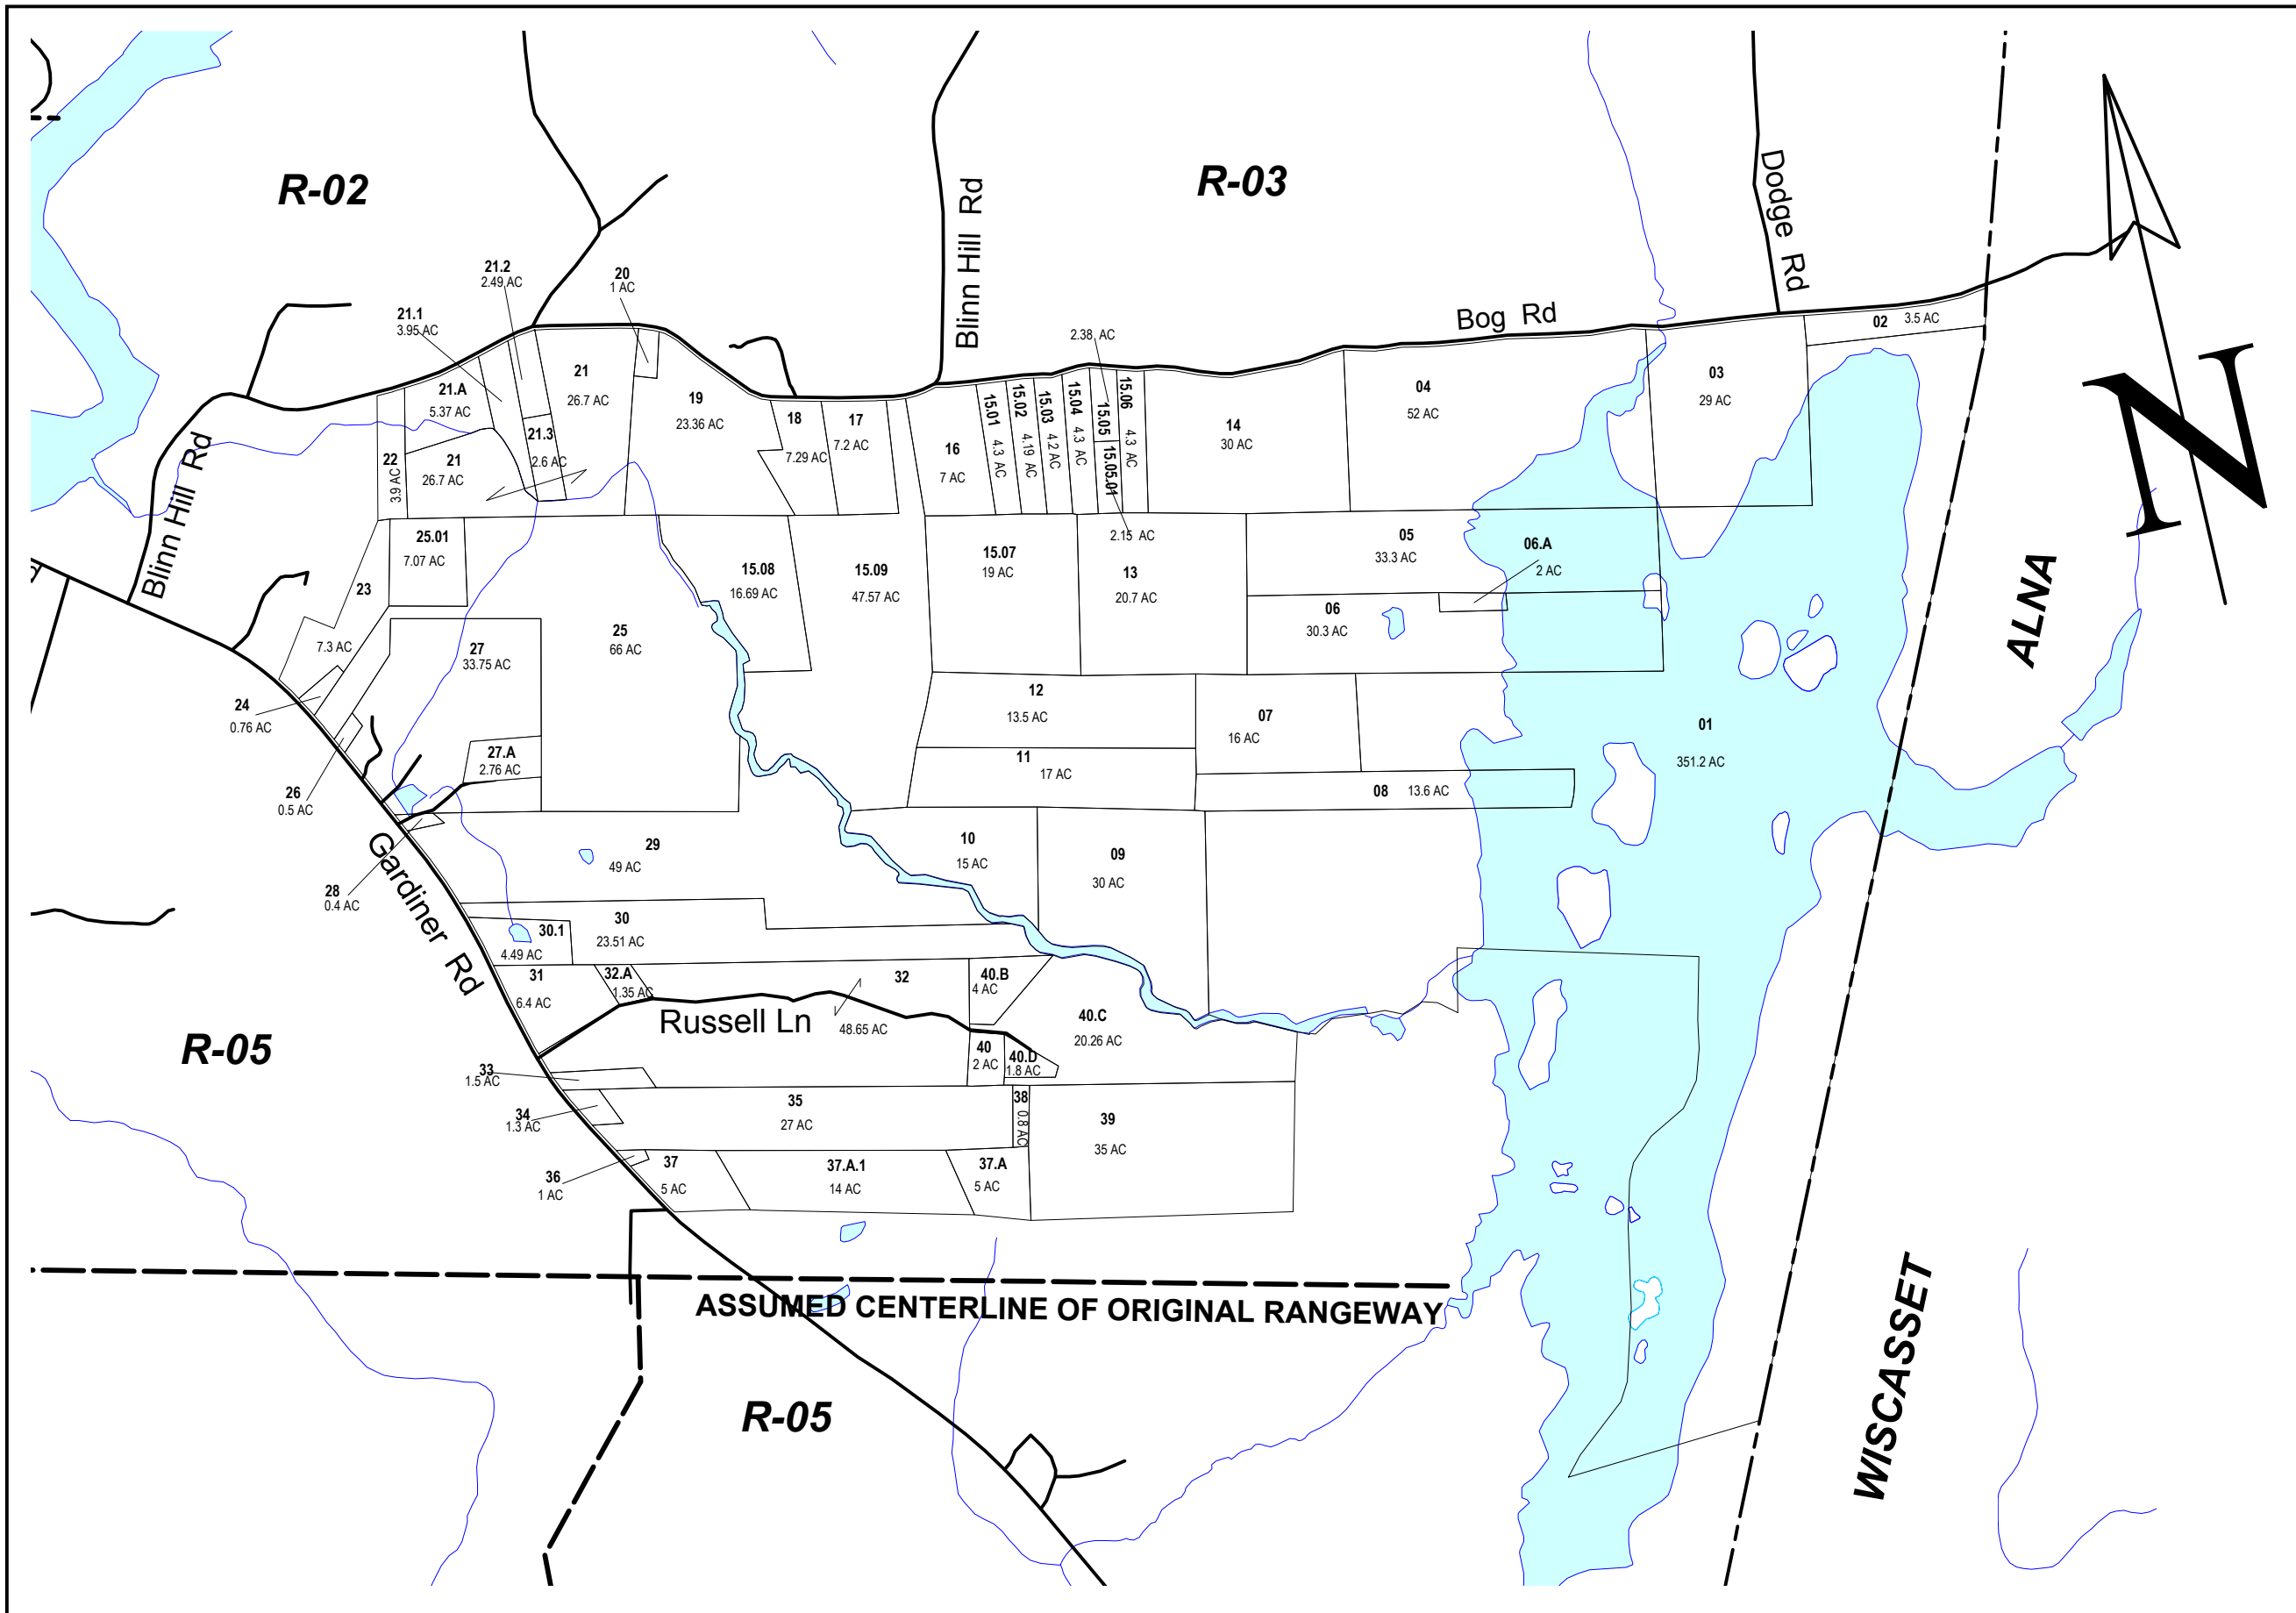 R-02
R-03
Blinn Hill Rd
Dodge Rd
Bog Rd
N
ALNA
WISCASSET
21.2
2.49 AC
20
1 AC
21.1
3.95 AC
21.A
5.37 AC
21
26.7 AC
19
23.36 AC
18
7.29 AC
17
7.2 AC
16
7 AC
15.01
4.3 AC
15.02
4.19 AC
15.03
4.2 AC
15.04
4.3 AC
2.38 AC
15.05
15.05.01
2.15 AC
15.06
4.3 AC
14
30 AC
04
52 AC
03
29 AC
02
3.5 AC
22
3.9 AC
21
26.7 AC
21.3
2.6 AC
Blinn Hill Rd
25.01
7.07 AC
23
7.3 AC
24
0.76 AC
26
0.5 AC
27
33.75 AC
27.A
2.76 AC
25
66 AC
15.08
16.69 AC
15.09
47.57 AC
15.07
19 AC
13
20.7 AC
05
33.3 AC
06.A
2 AC
06
30.3 AC
12
13.5 AC
07
16 AC
01
351.2 AC
11
17 AC
08
13.6 AC
10
15 AC
09
30 AC
Gardiner Rd
28
0.4 AC
29
49 AC
30
23.51 AC
30.1
4.49 AC
31
6.4 AC
32.A
1.35 AC
32
48.65 AC
Russell Ln
40.B
4 AC
40.C
20.26 AC
40
2 AC
40.D
1.8 AC
R-05
33
1.5 AC
34
1.3 AC
35
27 AC
38
0.8 AC
39
35 AC
36
1 AC
37
5 AC
37.A.1
14 AC
37.A
5 AC
ASSUMED CENTERLINE OF ORIGINAL RANGEWAY
R-05